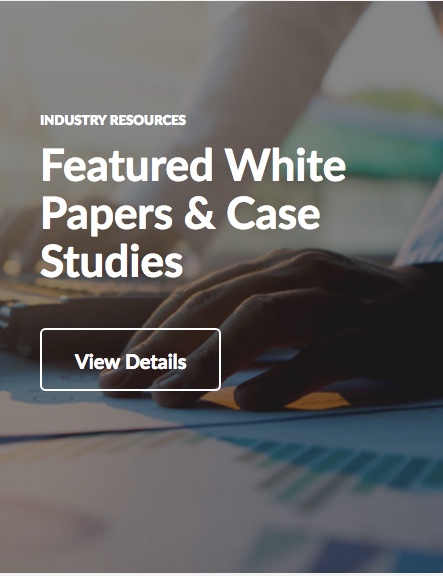 INDUSTRY RESOURCES
Featured White
Papers & Case
Studies
View Details